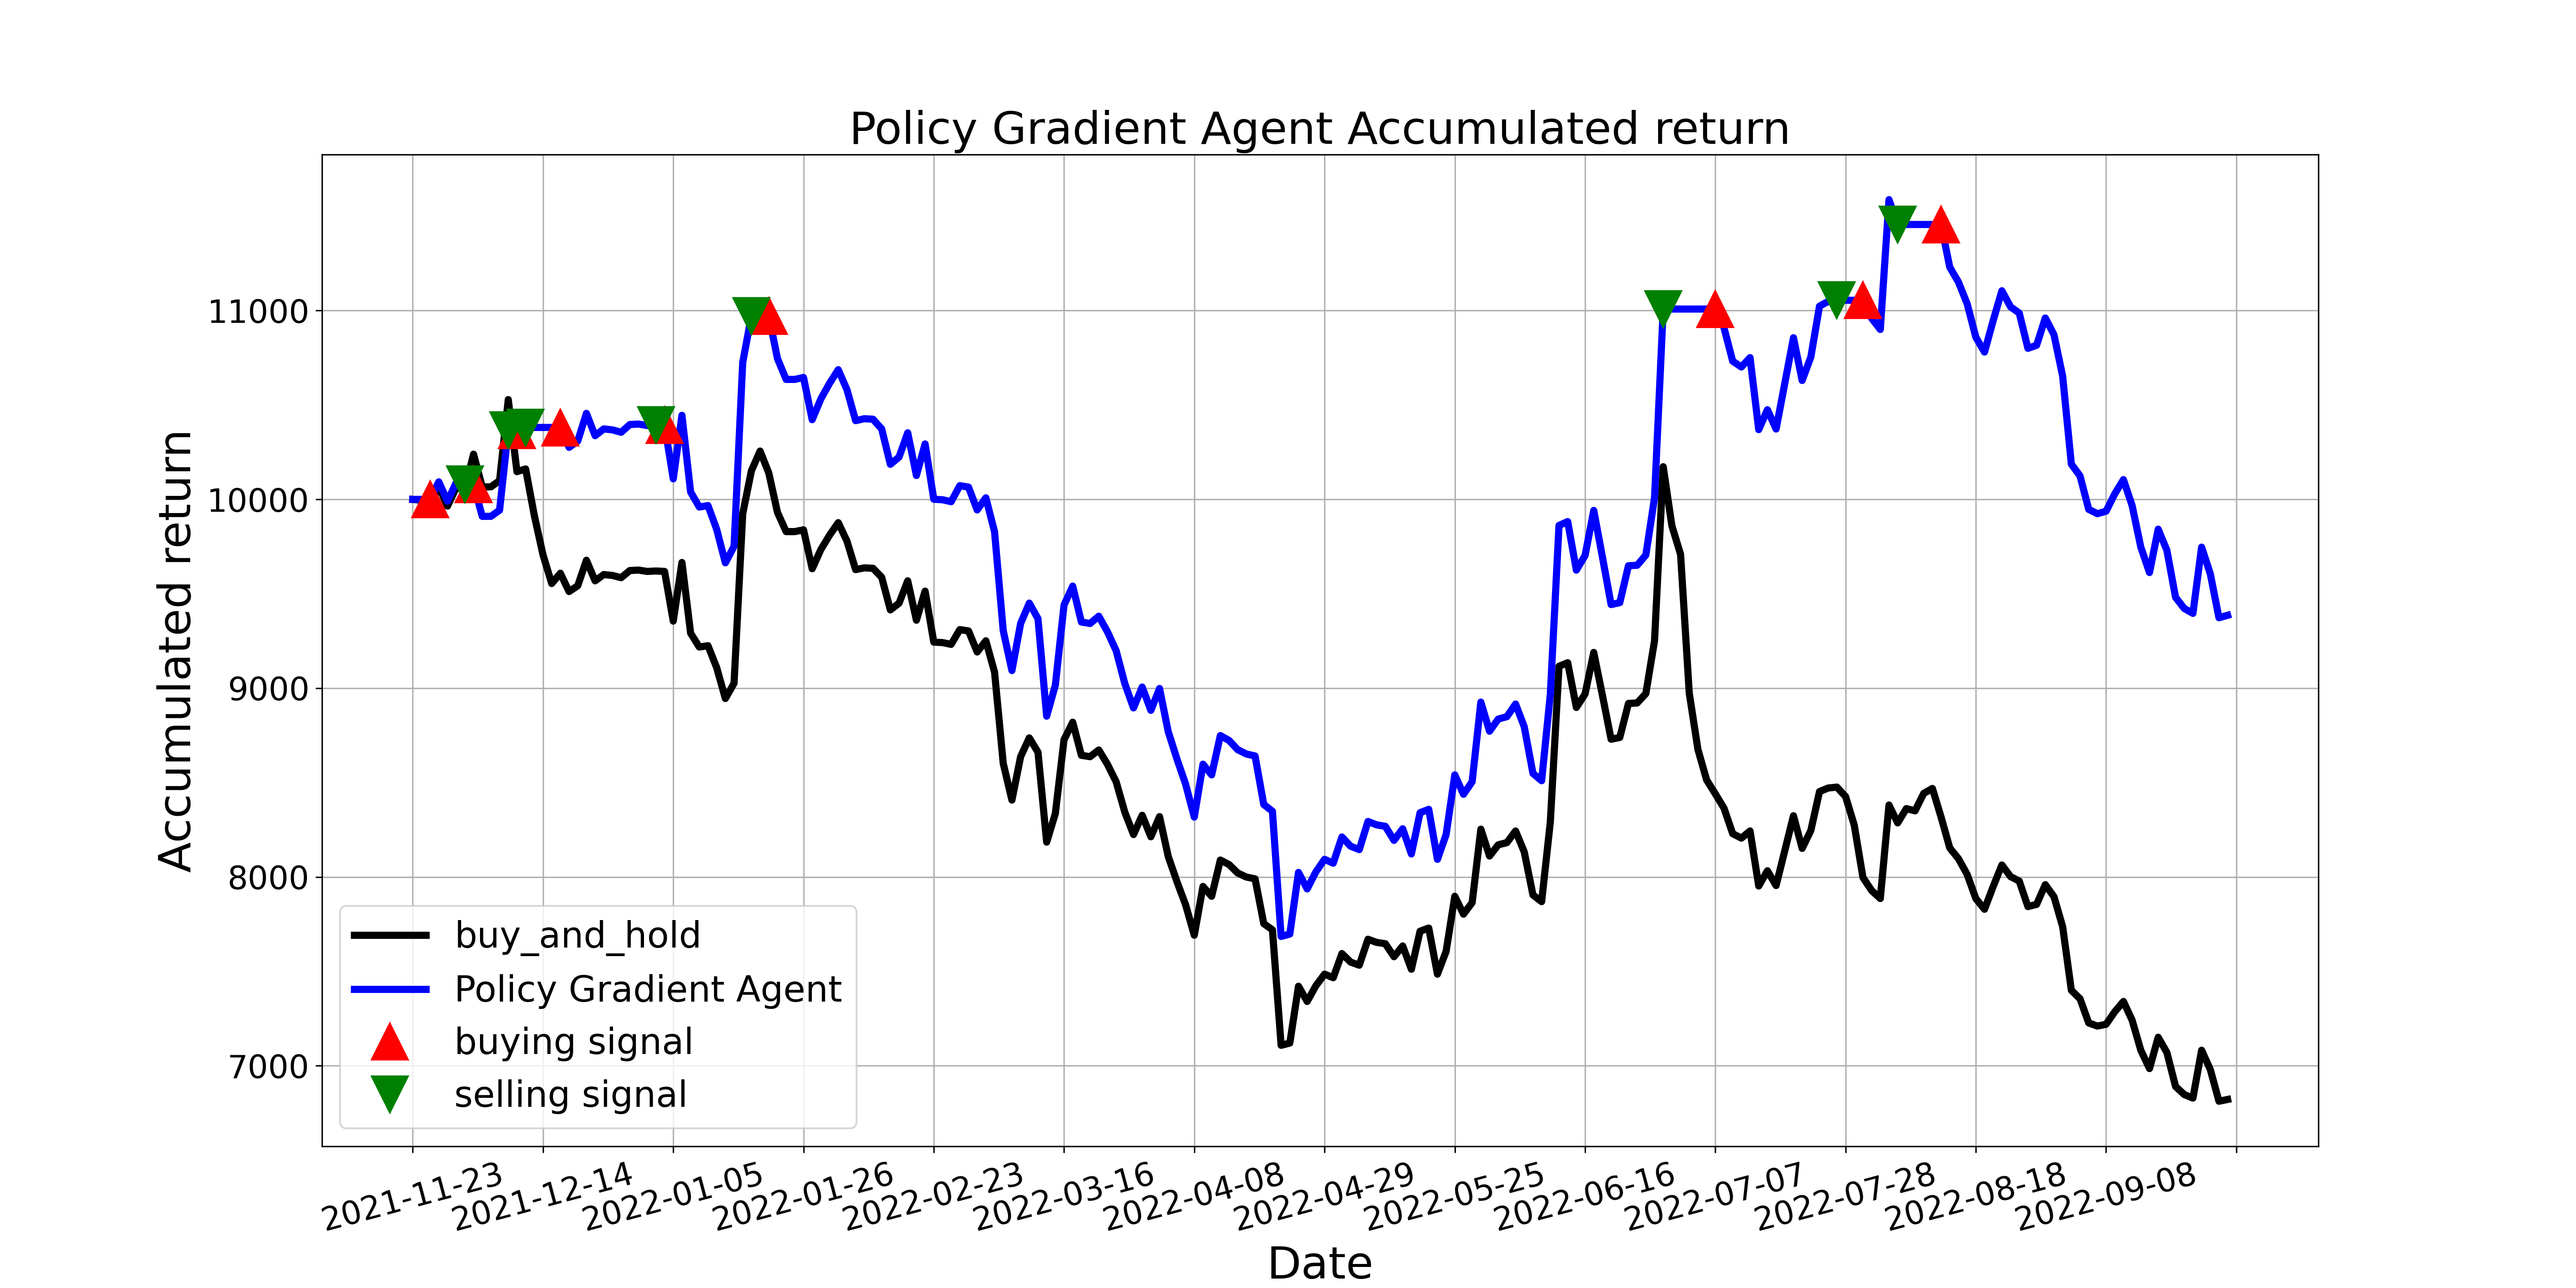 Policy Gradient Agent Accumulated return
Accumulated return
11000
10000
9000
8000
7000
buy_and_hold
Policy Gradient Agent
buying signal
selling signal
2021-11-23
2021-12-14
2022-01-05
2022-01-26
2022-02-23
2022-03-16
2022-04-08
2022-04-29
2022-05-25
2022-06-16
2022-07-07
2022-07-28
2022-08-18
2022-09-08
Date